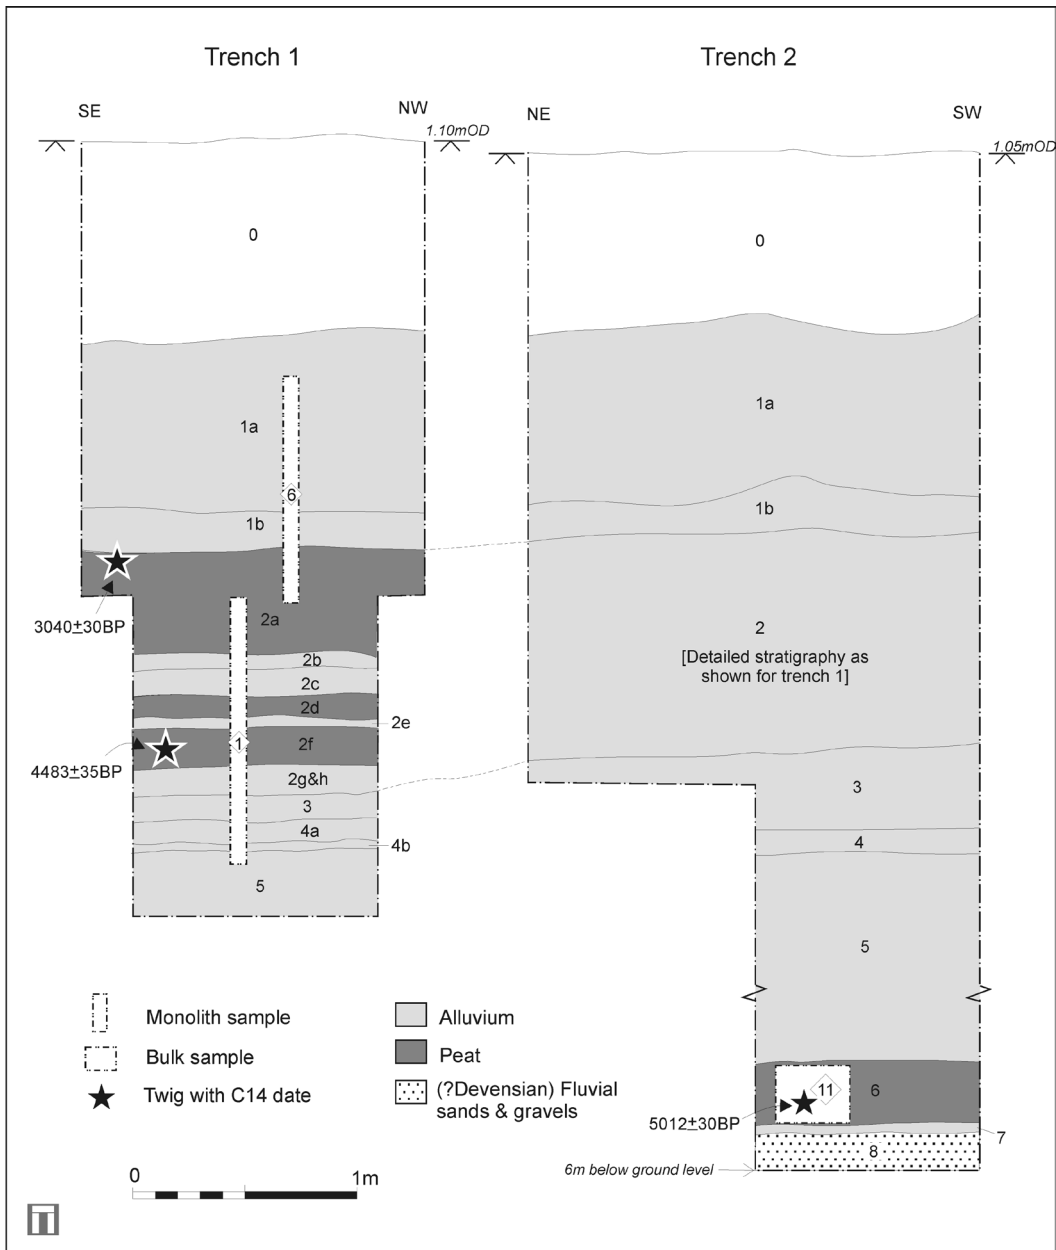 Trench 1
Trench 2
SE
NW
1.10mOD
NE
SW
1.05mOD
0
0
1a
1a
6
1b
1b
3040±30BP
2a
2
[Detailed stratigraphy as
shown for trench 1]
2b
2c
2d
2e
1
2f
4483±35BP
2g&h
3
3
4a
4
4b
5
5
Monolith sample
Bulk sample
Twig with C14 date
Alluvium
Peat
(?Devensian) Fluvial
sands & gravels
11
6
5012±30BP
7
8
6m below ground level
0
1m